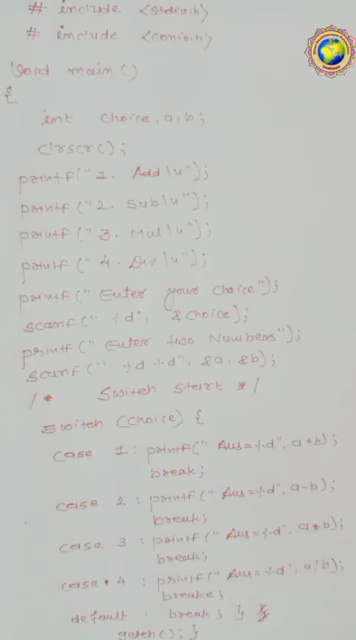 # include <stdio.h>
# include <conio.h>
Void main()
{
int choice, a, b;
clrscr();
printf("1. Add \n");
printf("2. Sub \n");
printf("3. Mul \n");
printf("4. Div \n");
printf("Enter your choice");
scanf("%d", &choice);
printf("Enter two Numbers");
scanf("%d %d", &a, &b);
/* Switch start */
switch (choice) {
case 1: printf("Ans=%d", a+b);
break;
case 2: printf("Ans=%d", a-b);
break;
case 3: printf("Ans=%d", a*b);
break;
case 4: printf("Ans=%d", a/b);
breake;
default: break; }
getch(); }